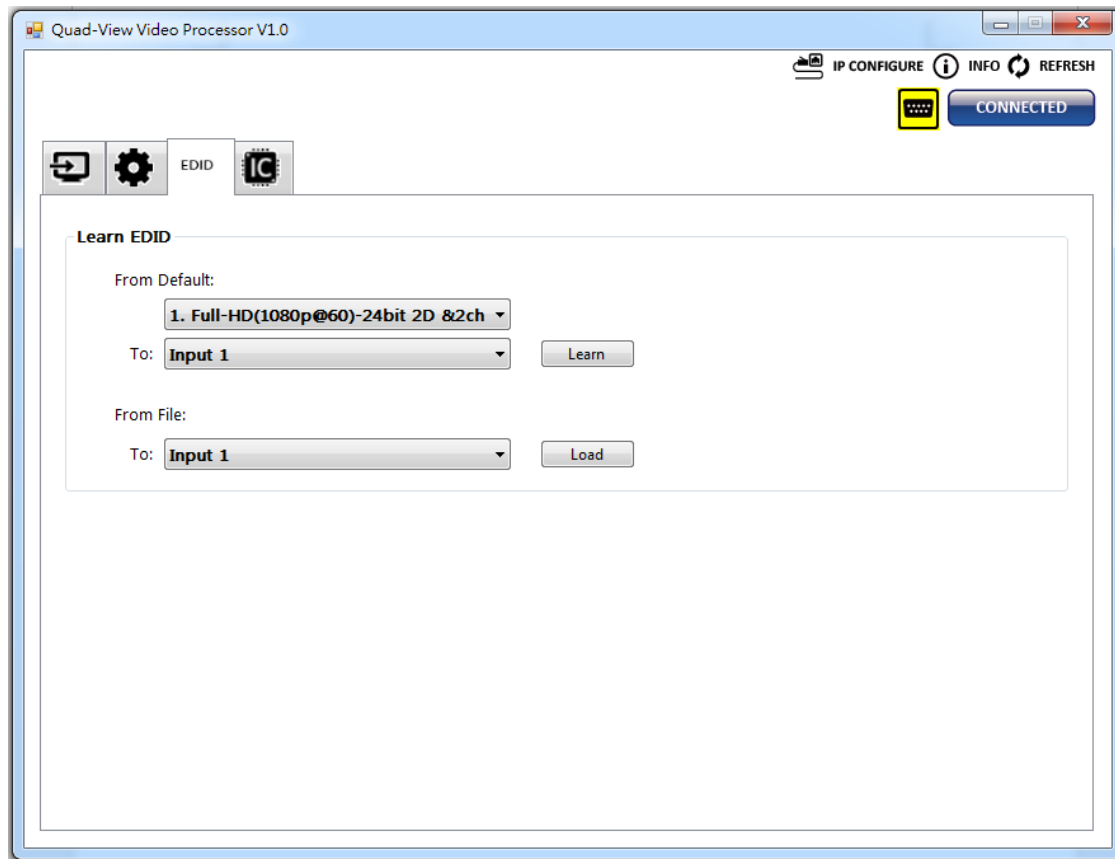 Quad-View Video Processor V1.0
IP CONFIGURE INFO REFRESH
CONNECTED
EDID IC
Learn EDID
From Default:
1. Full-HD(1080p@60)-24bit 2D &2ch
To: Input 1 Learn
From File:
To: Input 1 Load